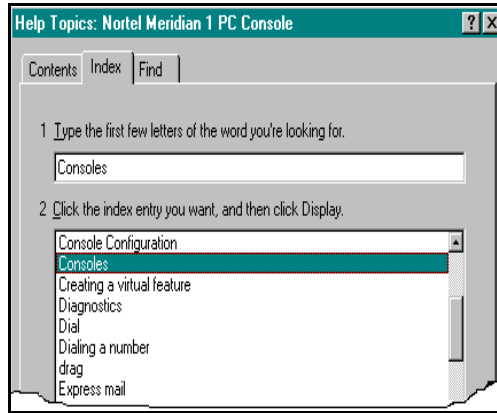 Help Topics: Nortel Meridian 1 PC Console
Contents Index Find
1 Type the first few letters of the word you're looking for.
Consoles
2 Click the index entry you want, and then click Display.
Console Configuration
Consoles
Creating a virtual feature
Diagnostics
Dial
Dialing a number
drag
Express mail